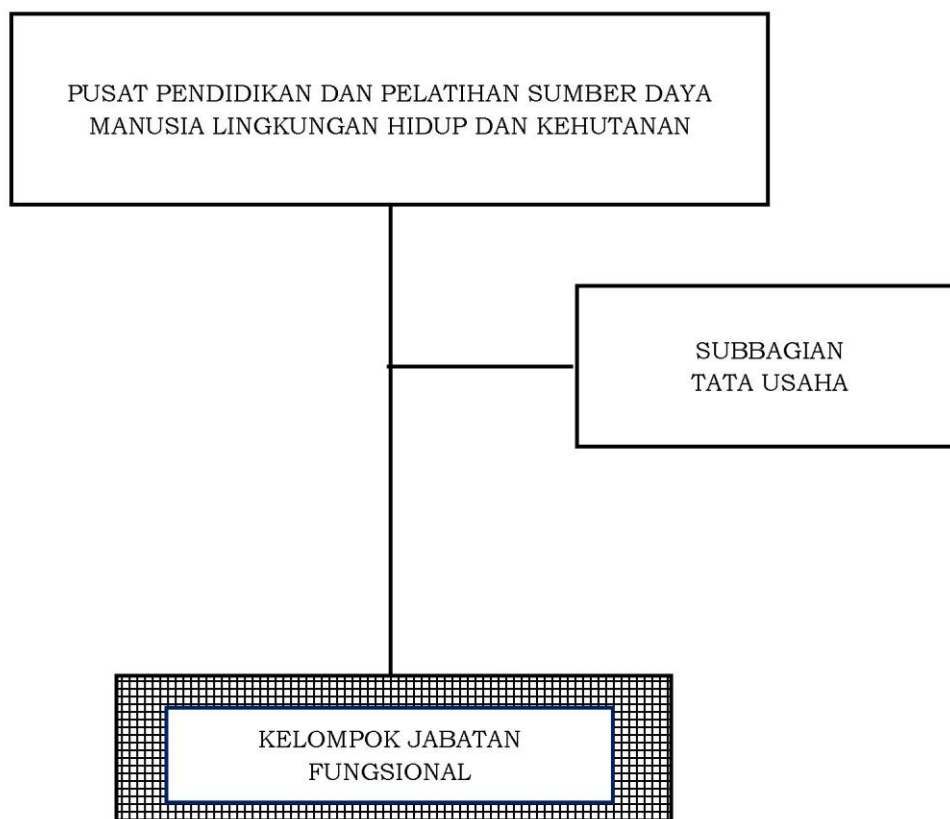 PUSAT PENDIDIKAN DAN PELATIHAN SUMBER DAYA
MANUSIA LINGKUNGAN HIDUP DAN KEHUTANAN
SUBBAGIAN
TATA USAHA
KELOMPOK JABATAN
FUNGSIONAL